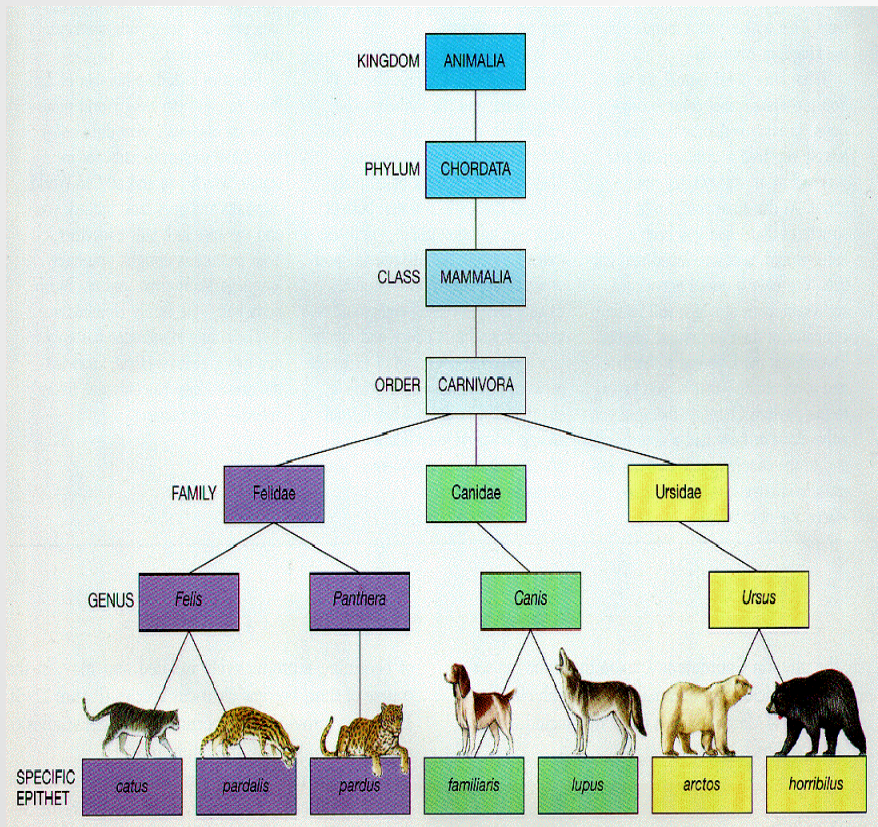 KINGDOM ANIMALIA
PHYLUM CHORDATA
CLASS MAMMALIA
ORDER CARNIVORA
FAMILY Felidae Canidae Ursidae
GENUS Felis Panthera Canis Ursus
SPECIFIC
EPITHET catus pardalis pardus familiaris lupus arctos horribilus